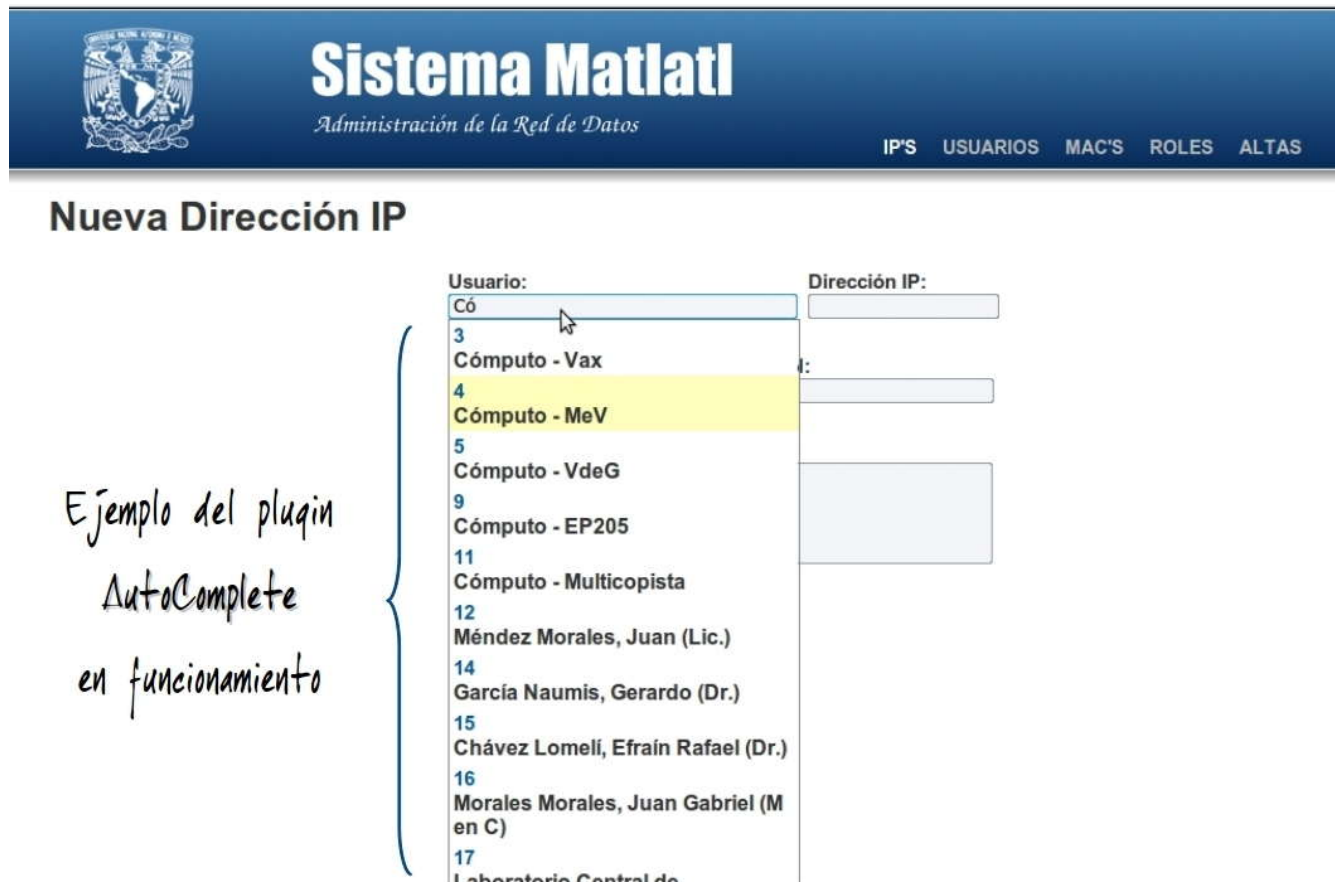 Sistema Matlatl
Administración de la Red de Datos
IP'S USUARIOS MAC'S ROLES ALTAS
Nueva Dirección IP
Usuario: Dirección IP:
Có
3
Cómputo - Vax
4
Cómputo - MeV
5
Cómputo - VdeG
9
Cómputo - EP205
11
Cómputo - Multicopista
12
Méndez Morales, Juan (Lic.)
14
García Naumis, Gerardo (Dr.)
15
Chávez Lomelí, Efraín Rafael (Dr.)
16
Morales Morales, Juan Gabriel (M
en C)
17
Laboratorio Central de
Ejemplo del plugin
AutoComplete
en funcionamiento